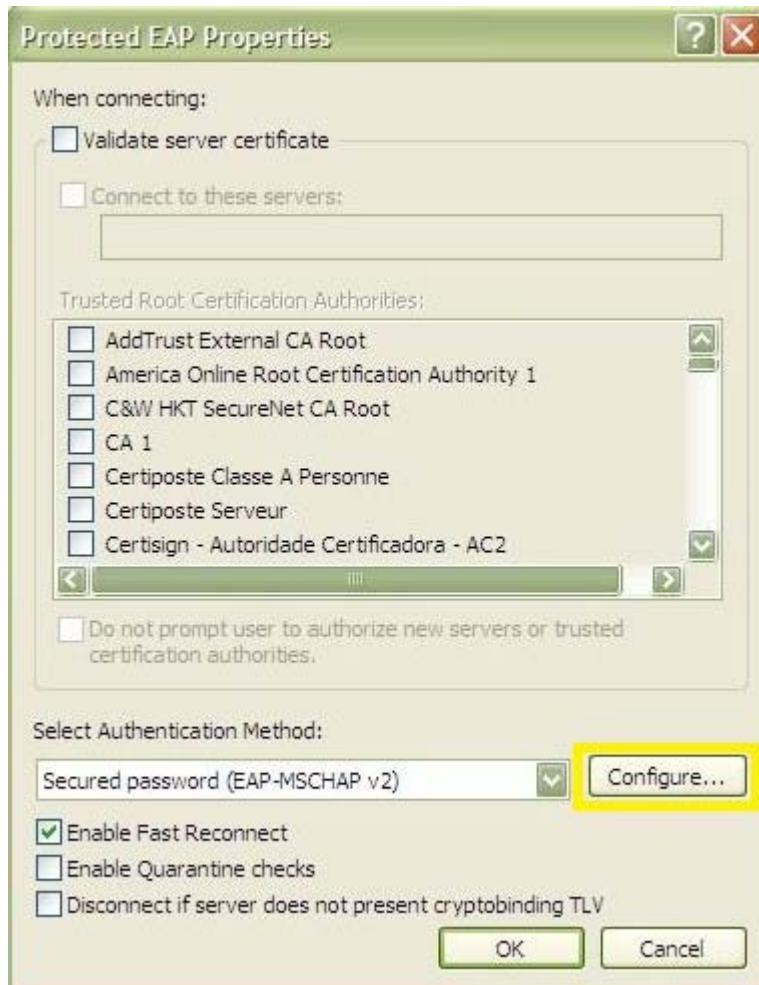 Protected EAP Properties
When connecting:
Validate server certificate
Connect to these servers:
Trusted Root Certification Authorities:
AddTrust External CA Root
America Online Root Certification Authority 1
C&W HKT SecureNet CA Root
CA 1
Certiposte Classe A Personne
Certiposte Serveur
Certisign - Autoridade Certificadora - AC2
Do not prompt user to authorize new servers or trusted
certification authorities.
Select Authentication Method:
Secured password (EAP-MSCHAP v2)
Configure...
Enable Fast Reconnect
Enable Quarantine checks
Disconnect if server does not present cryptobinding TLV
OK
Cancel